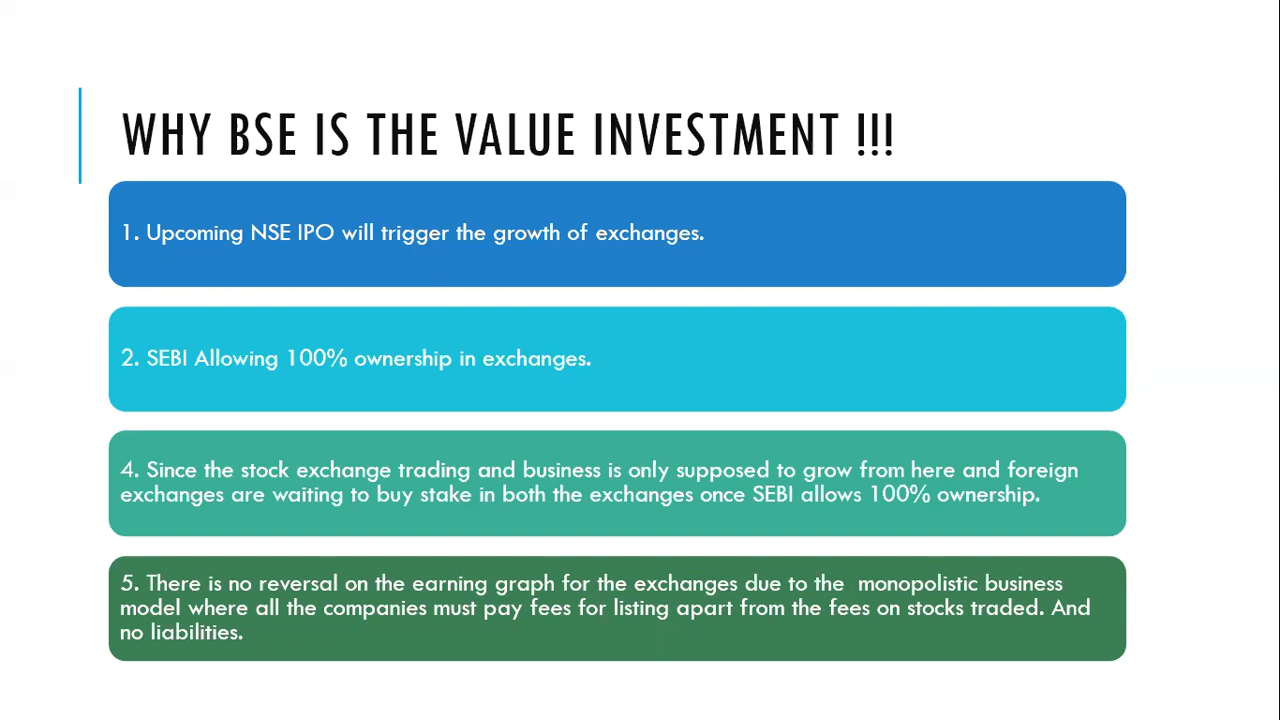 WHY BSE IS THE VALUE INVESTMENT !!!
1. Upcoming NSE IPO will trigger the growth of exchanges.
2. SEBI Allowing 100% ownership in exchanges.
4. Since the stock exchange trading and business is only supposed to grow from here and foreign
exchanges are waiting to buy stake in both the exchanges once SEBI allows 100% ownership.
5. There is no reversal on the earning graph for the exchanges due to the  monopolistic business
model where all the companies must pay fees for listing apart from the fees on stocks traded. And
no liabilities.